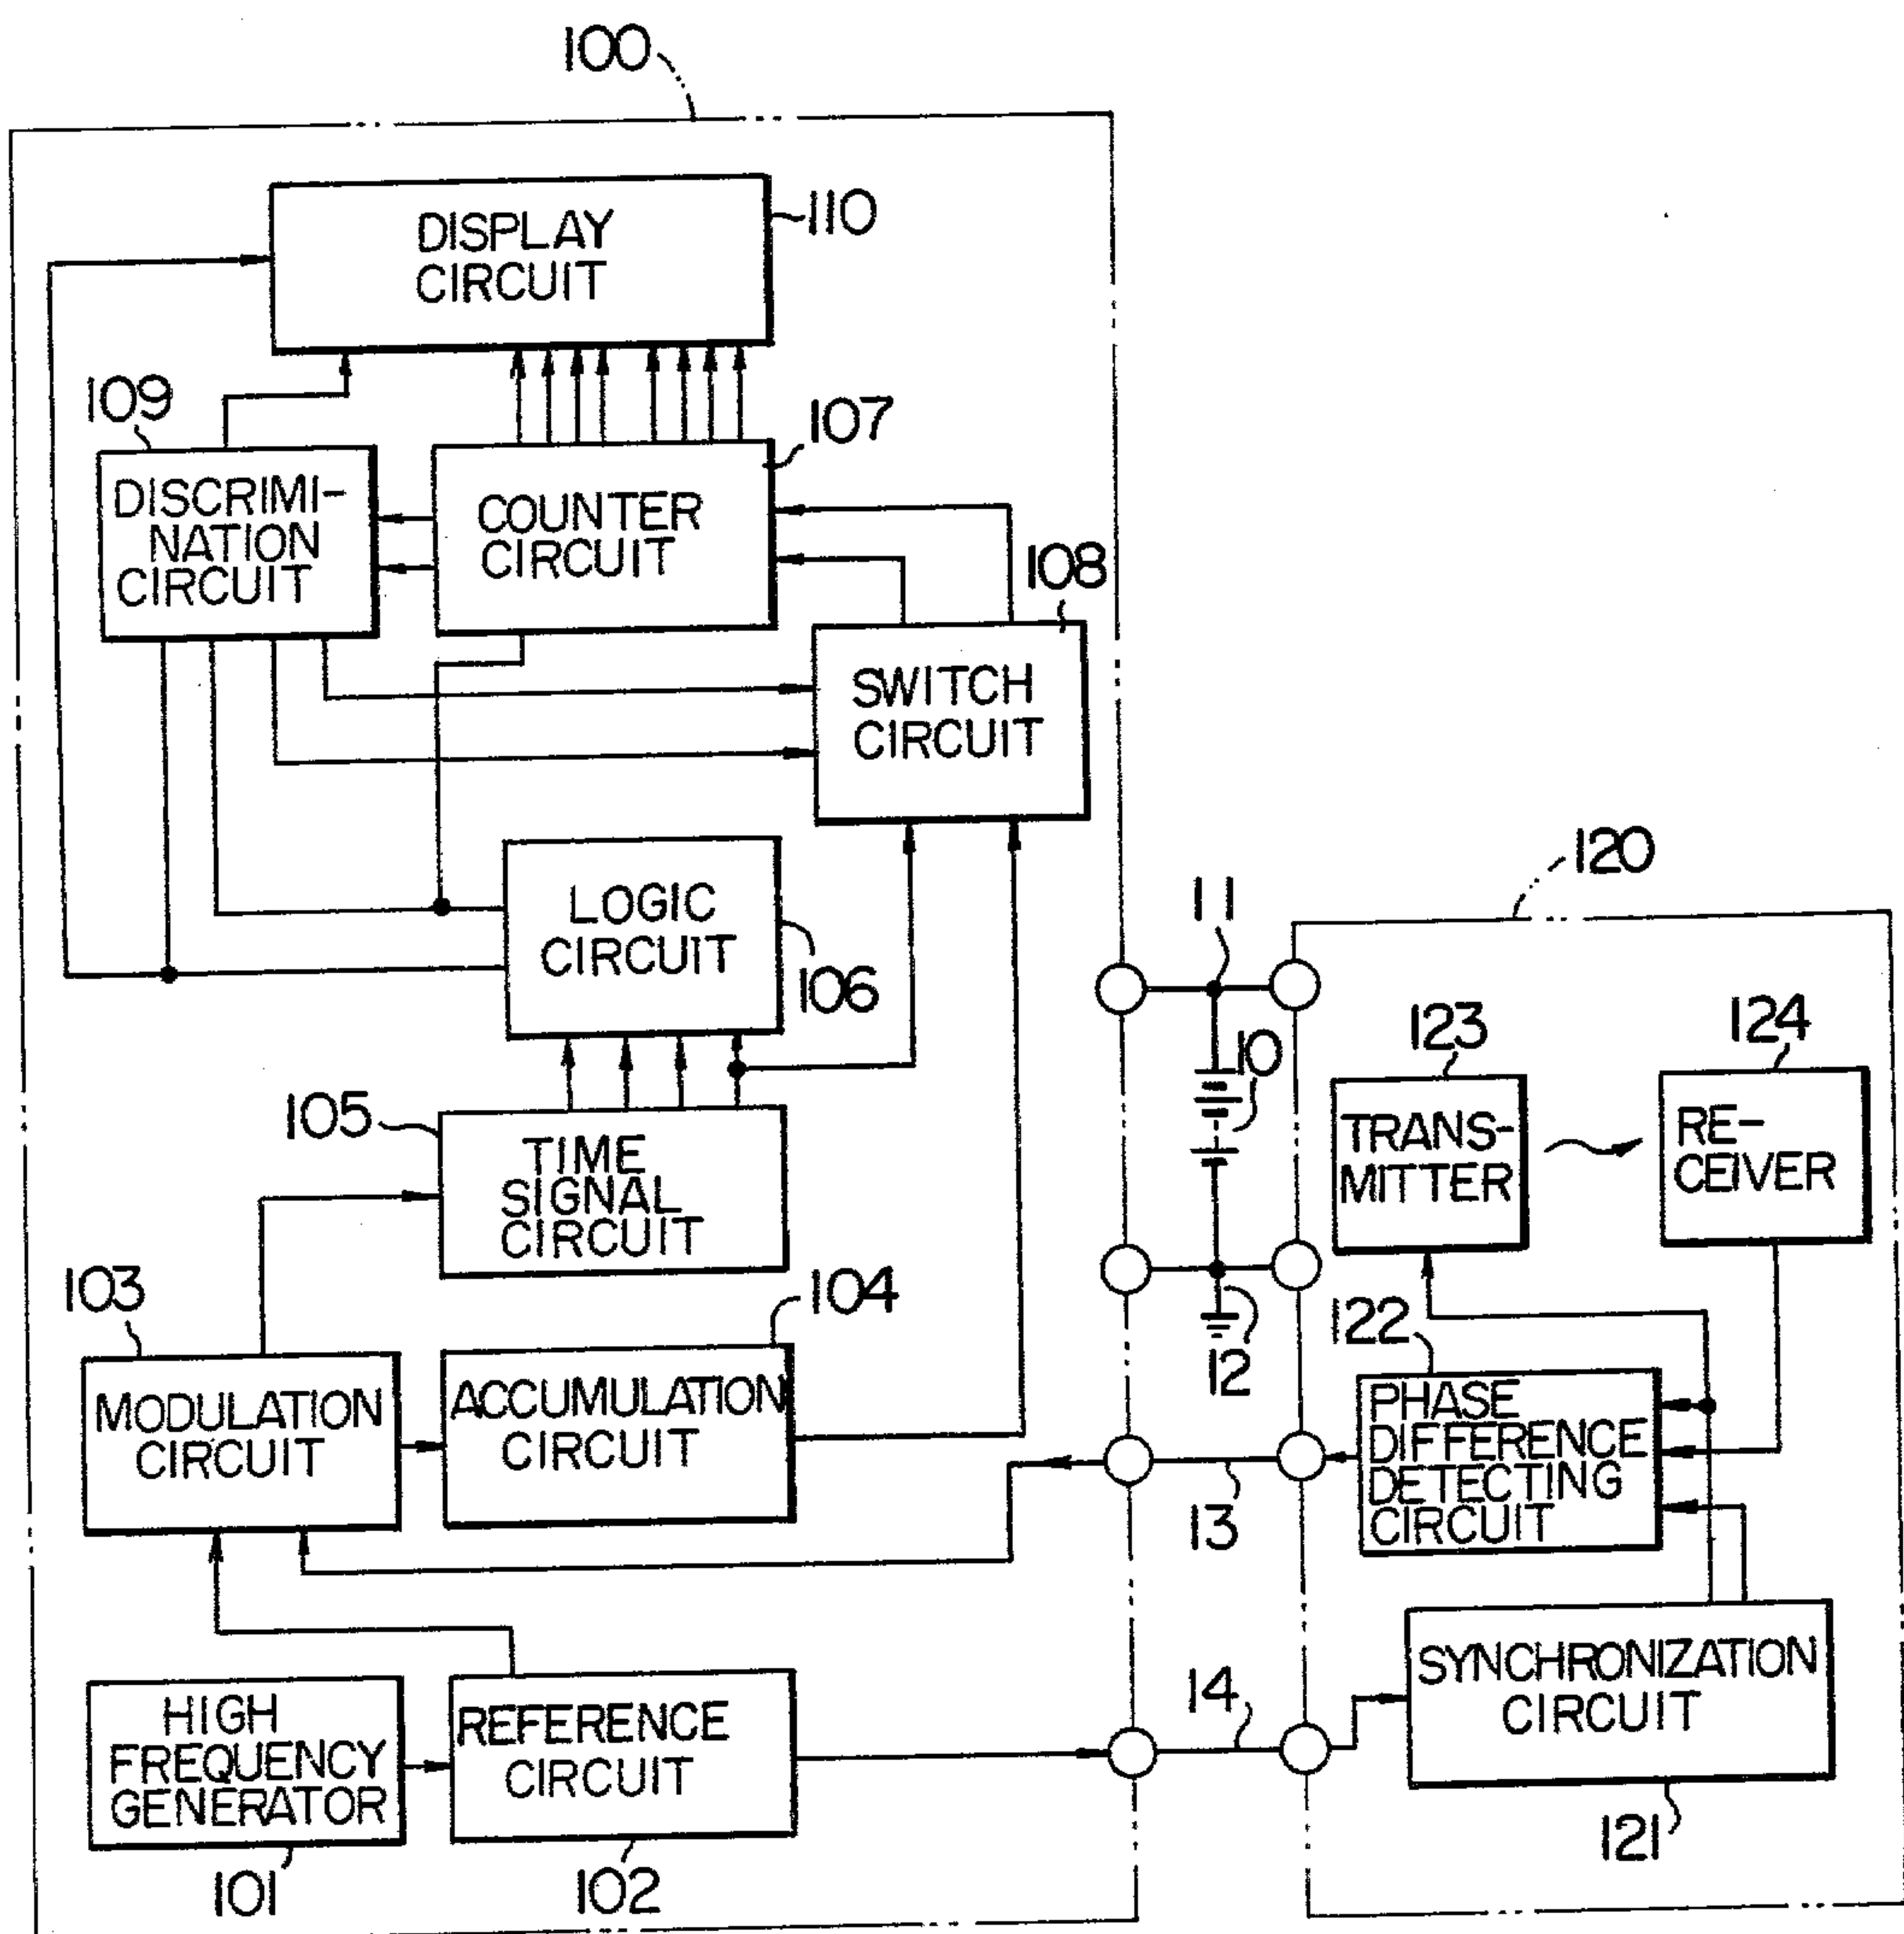 100
DISPLAY
CIRCUIT
110
109
DISCRIMI-
NATION
CIRCUIT
107
COUNTER
CIRCUIT
108
SWITCH
CIRCUIT
LOGIC
CIRCUIT
106
105
TIME
SIGNAL
CIRCUIT
103
MODULATION
CIRCUIT
104
ACCUMULATION
CIRCUIT
HIGH
FREQUENCY
GENERATOR
101
REFERENCE
CIRCUIT
102
11
10
12
13
14
120
123
TRANS-
MITTER
124
RE-
CEIVER
122
PHASE
DIFFERENCE
DETECTING
CIRCUIT
SYNCHRONIZATION
CIRCUIT
121